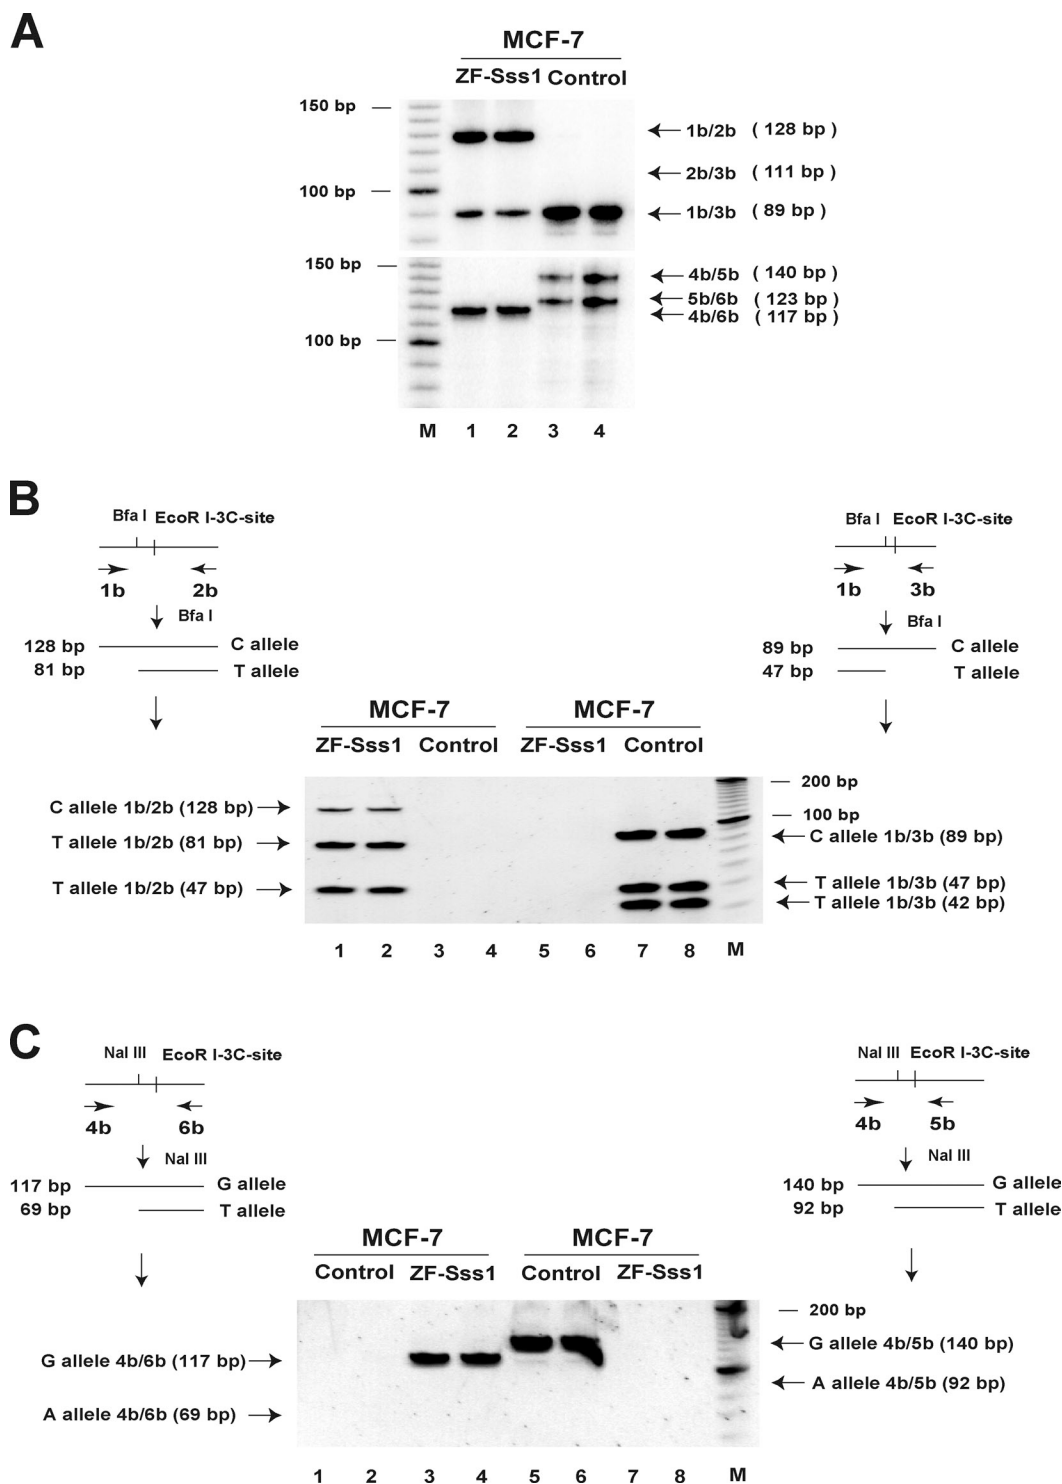 A
MCF-7
ZF-Sss1 Control
150 bp
1b/2b ( 128 bp )
2b/3b ( 111 bp )
100 bp
1b/3b ( 89 bp )
150 bp
4b/5b ( 140 bp )
5b/6b ( 123 bp )
4b/6b ( 117 bp )
100 bp
M 1 2 3 4
B
Bfa I EcoR I-3C-site
1b 2b
Bfa I
128 bp C allele
81 bp T allele
Bfa I EcoR I-3C-site
1b 3b
Bfa I
89 bp C allele
47 bp T allele
MCF-7 MCF-7
ZF-Sss1 Control ZF-Sss1 Control
200 bp
100 bp
C allele 1b/2b (128 bp)
T allele 1b/2b (81 bp)
T allele 1b/2b (47 bp)
C allele 1b/3b (89 bp)
T allele 1b/3b (47 bp)
T allele 1b/3b (42 bp)
1 2 3 4 5 6 7 8 M
C
Nal III EcoR I-3C-site
4b 6b
Nal III
117 bp G allele
69 bp T allele
Nal III EcoR I-3C-site
4b 5b
Nal III
140 bp G allele
92 bp T allele
MCF-7 MCF-7
Control ZF-Sss1 Control ZF-Sss1
200 bp
G allele 4b/6b (117 bp)
A allele 4b/6b (69 bp)
G allele 4b/5b (140 bp)
A allele 4b/5b (92 bp)
1 2 3 4 5 6 7 8 M